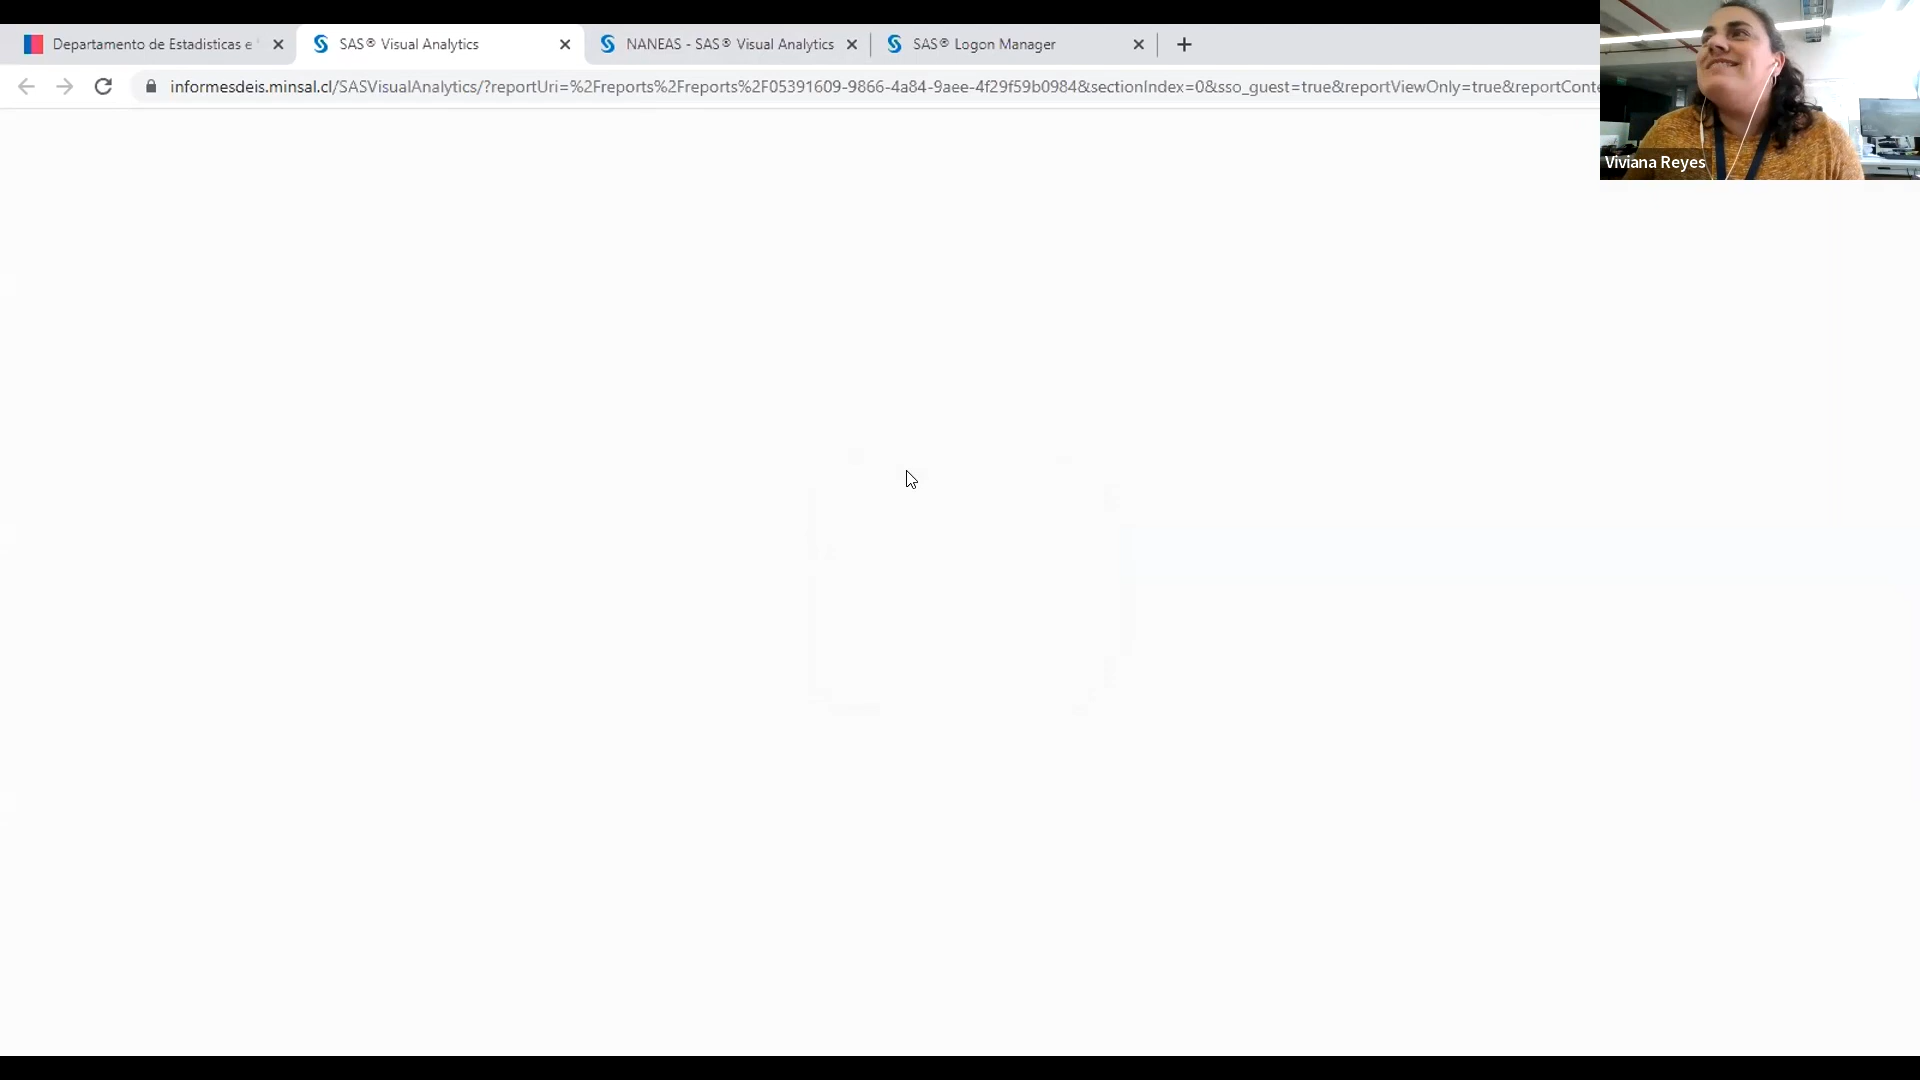 Departamento de Estadisticas e
SAS® Visual Analytics
NANEAS - SAS® Visual Analytics
SAS® Logon Manager
informesdeis.minsal.cl/SASVisualAnalytics/?reportUri=%2Freports%2Freports%2F05391609-9866-4a84-9aee-4f29f59b0984&sectionIndex=0&sso_guest=true&reportViewOnly=true&reportConte
Viviana Reyes